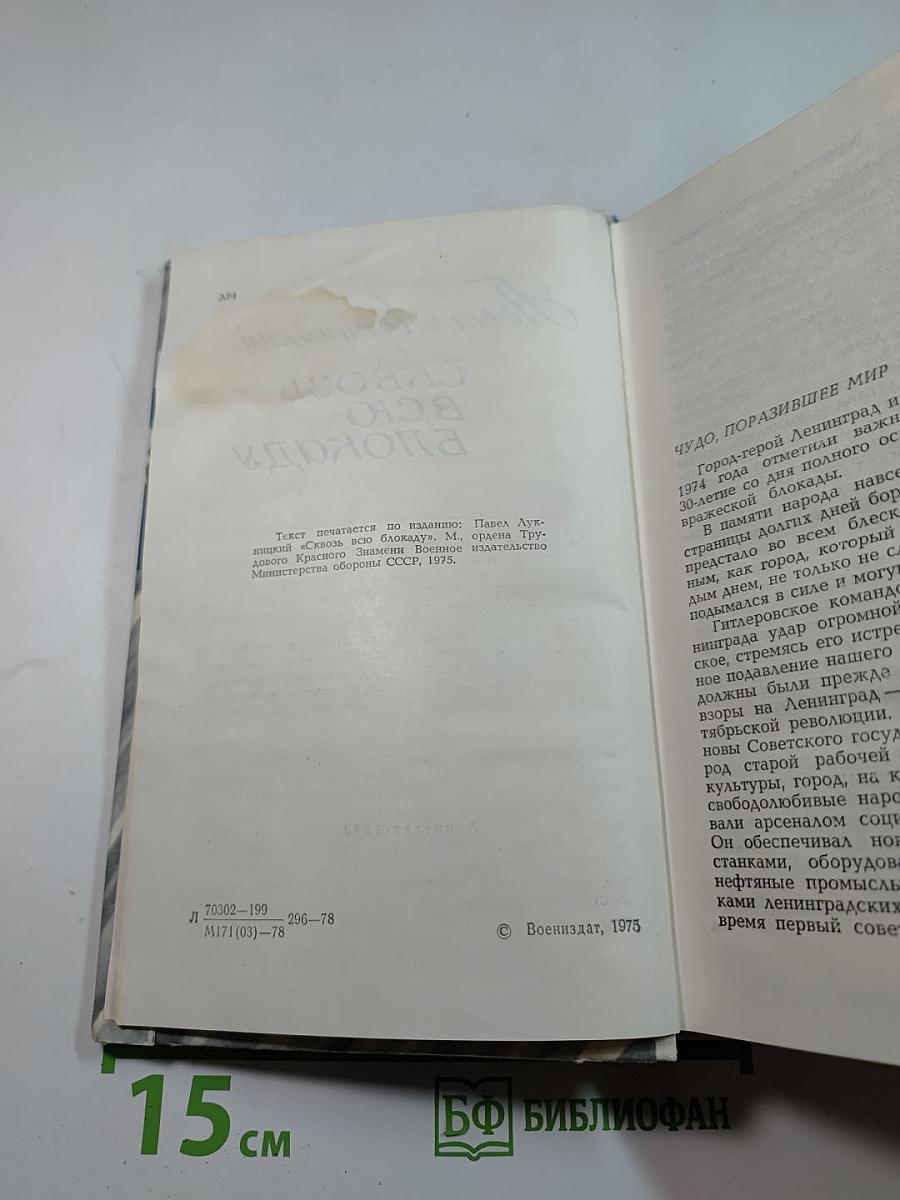 Л84
Текст печатается по изданию: Павел Лук-
ницкий «Сквозь всю блокаду». М., ордена Тру-
дового Красного Знамени Военное издательство
Министерства обороны СССР, 1975.
Л 70302—199 296—78
М171(03)—78
© Воениздат, 1975
ЧУДО, ПОРАЗИВШЕЕ МИР
Город-герой Ленинград и
1974 года отметили важн
30-летие со дня полного ос
вражеской блокады.
В памяти народа навсе
страницы долгих дней бор
предстало во всем блеск
ным, как город, который
дым днем, не только не сл
подымался в силе и могу
Гитлеровское командо
нинграда удар огромной
ское, стремясь его истре
ное подавление нашего
должны были прежде
взоры на Ленинград —
тябрьской революции.
новы Советского госуд
род старой рабочей
культуры, город, на к
свободолюбивые наро
вали арсеналом соци
Он обеспечивал нов
станками, оборудова
нефтяные промыслы
ками ленинградских
время первый сове
15 см
БФ БИБЛИОФАН